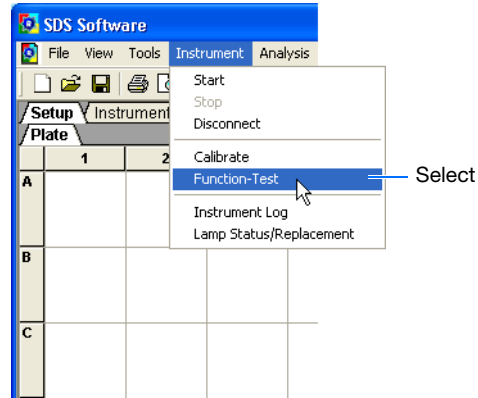 SDS Software
File View Tools Instrument Analysis
Start
Stop
Disconnect
Calibrate
Function-Test
Instrument Log
Lamp Status/Replacement
Select
Setup Instrument
Plate
1 2
A
B
C